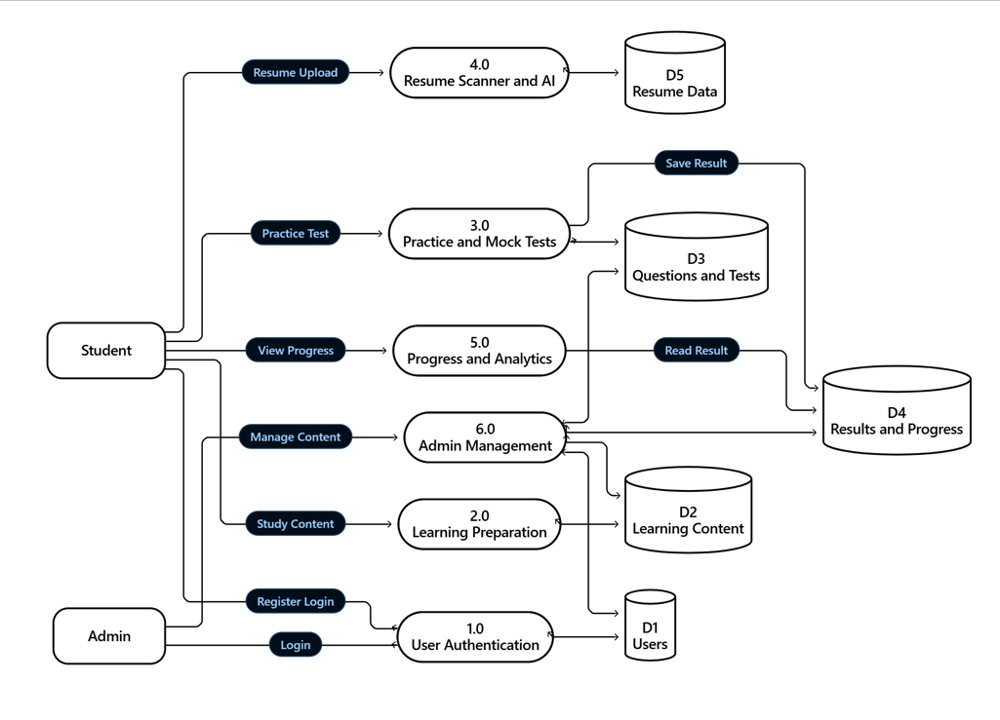 Resume Upload
4.0
Resume Scanner and AI
D5
Resume Data
Save Result
Practice Test
3.0
Practice and Mock Tests
D3
Questions and Tests
Student
View Progress
5.0
Progress and Analytics
Read Result
D4
Results and Progress
Manage Content
6.0
Admin Management
Study Content
2.0
Learning Preparation
D2
Learning Content
Register Login
Admin
Login
1.0
User Authentication
D1
Users